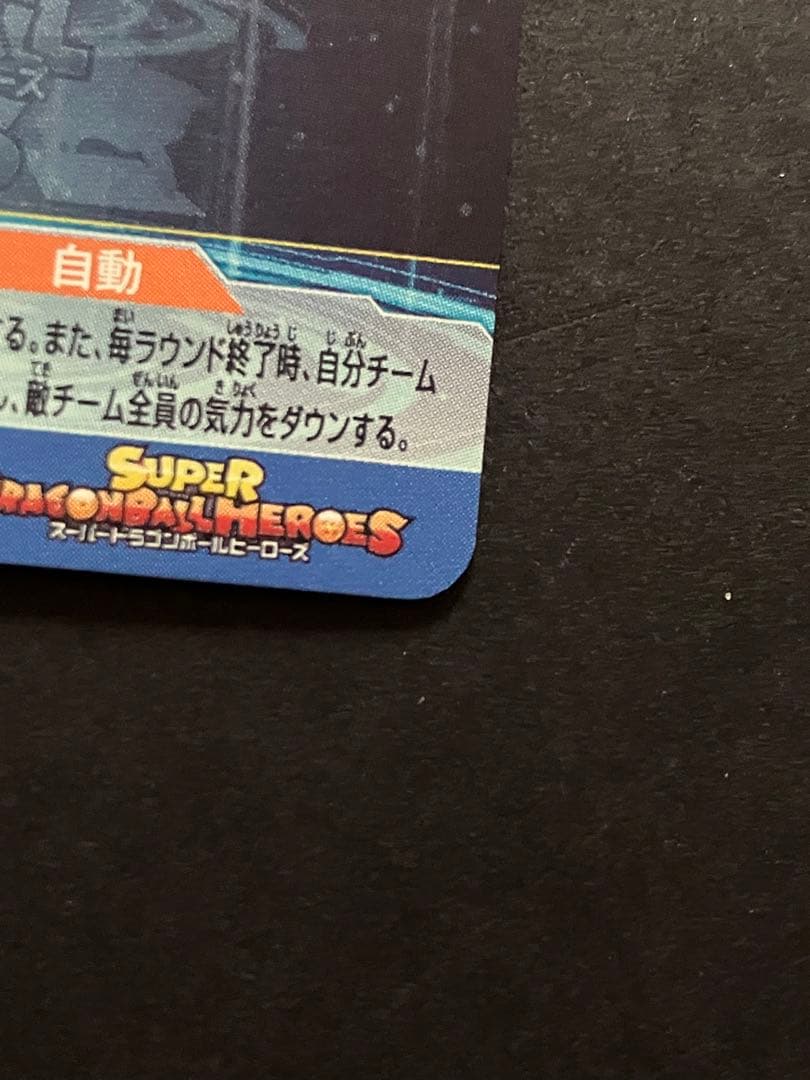 自動
る。また、毎ラウンド終了時、自分チーム
、敵チーム全員の気力をダウンする。
SUPER
DRAGONBALL HEROES
スーパードラゴンボールヒーローズ